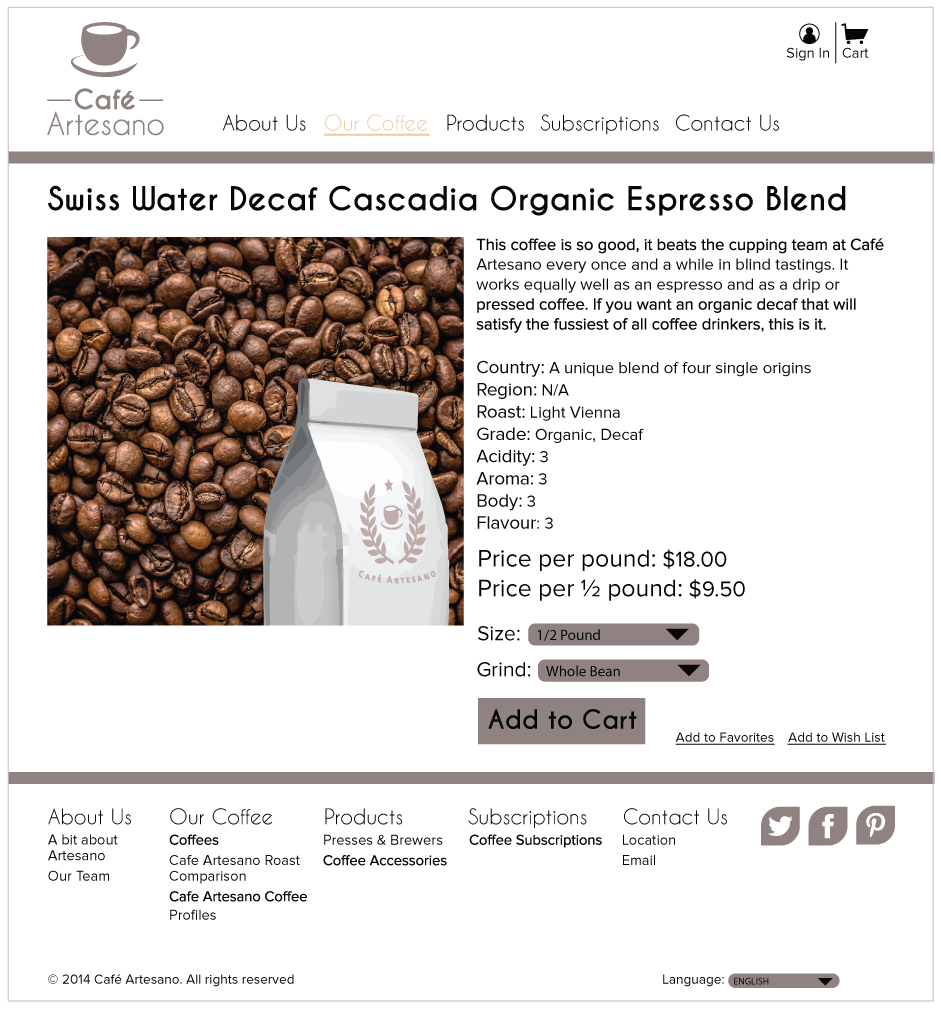 Café
Artesano
Sign In
Cart
About Us
Our Coffee
Products
Subscriptions
Contact Us
Swiss Water Decaf Cascadia Organic Espresso Blend
This coffee is so good, it beats the cupping team at Café
Artesano every once and a while in blind tastings. It
works equally well as an espresso and as a drip or
pressed coffee. If you want an organic decaf that will
satisfy the fussiest of all coffee drinkers, this is it.
Country: A unique blend of four single origins
Region: N/A
Roast: Light Vienna
Grade: Organic, Decaf
Acidity: 3
Aroma: 3
Body: 3
Flavour: 3
CAFÉ ARTESANO
Price per pound: $18.00
Price per ½ pound: $9.50
Size: 1/2 Pound
Grind: Whole Bean
Add to Cart
Add to Favorites
Add to Wish List
About Us
A bit about
Artesano
Our Team
Our Coffee
Coffees
Cafe Artesano Roast
Comparison
Cafe Artesano Coffee
Profiles
Products
Presses & Brewers
Coffee Accessories
Subscriptions
Coffee Subscriptions
Contact Us
Location
Email
© 2014 Café Artesano. All rights reserved
Language: ENGLISH